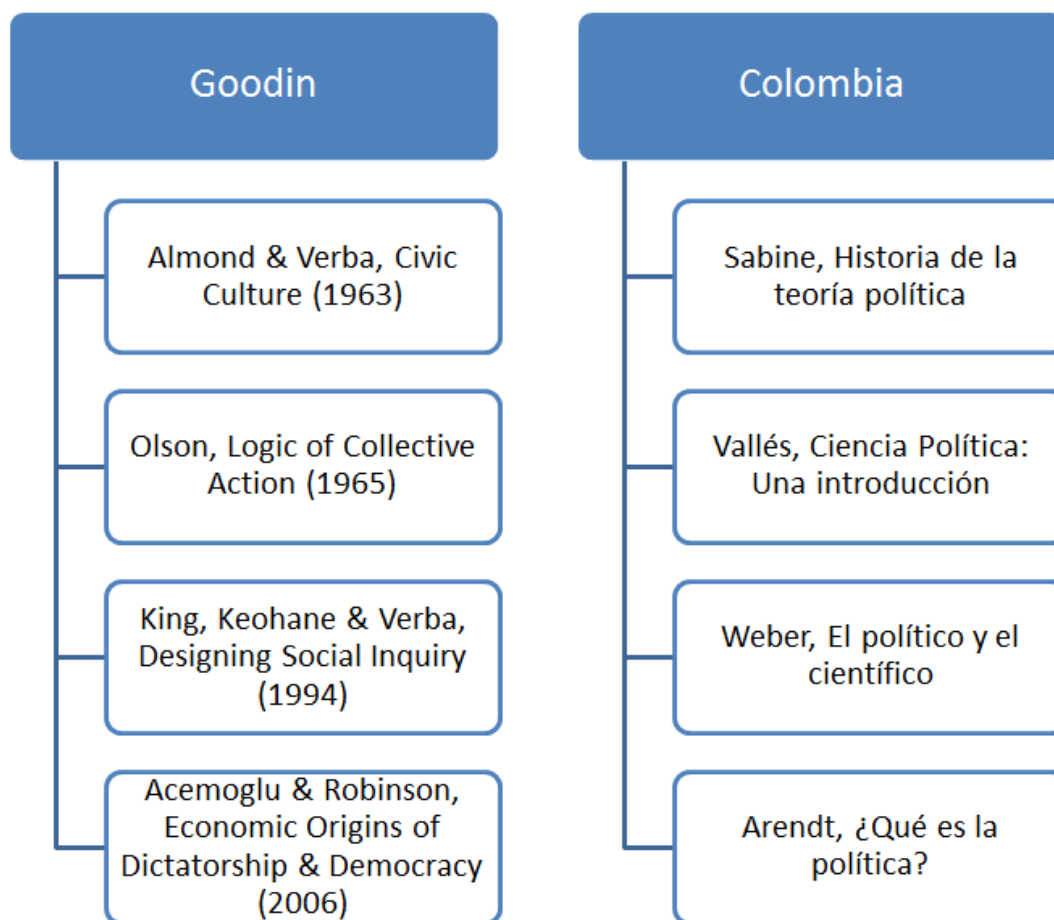 Goodin
Almond & Verba, Civic
Culture (1963)
Olson, Logic of Collective
Action (1965)
King, Keohane & Verba,
Designing Social Inquiry
(1994)
Acemoglu & Robinson,
Economic Origins of
Dictatorship & Democracy
(2006)
Colombia
Sabine, Historia de la
teoría política
Vallés, Ciencia Política:
Una introducción
Weber, El político y el
científico
Arendt, ¿Qué es la
política?